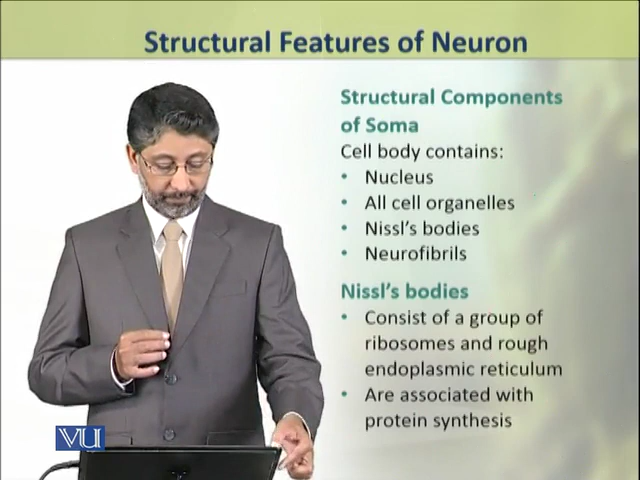 Structural Features of Neuron
Structural Components
of Soma
Cell body contains:
• Nucleus
• All cell organelles
• Nissl's bodies
• Neurofibrils
Nissl's bodies
• Consist of a group of
ribosomes and rough
endoplasmic reticulum
• Are associated with
protein synthesis
VU